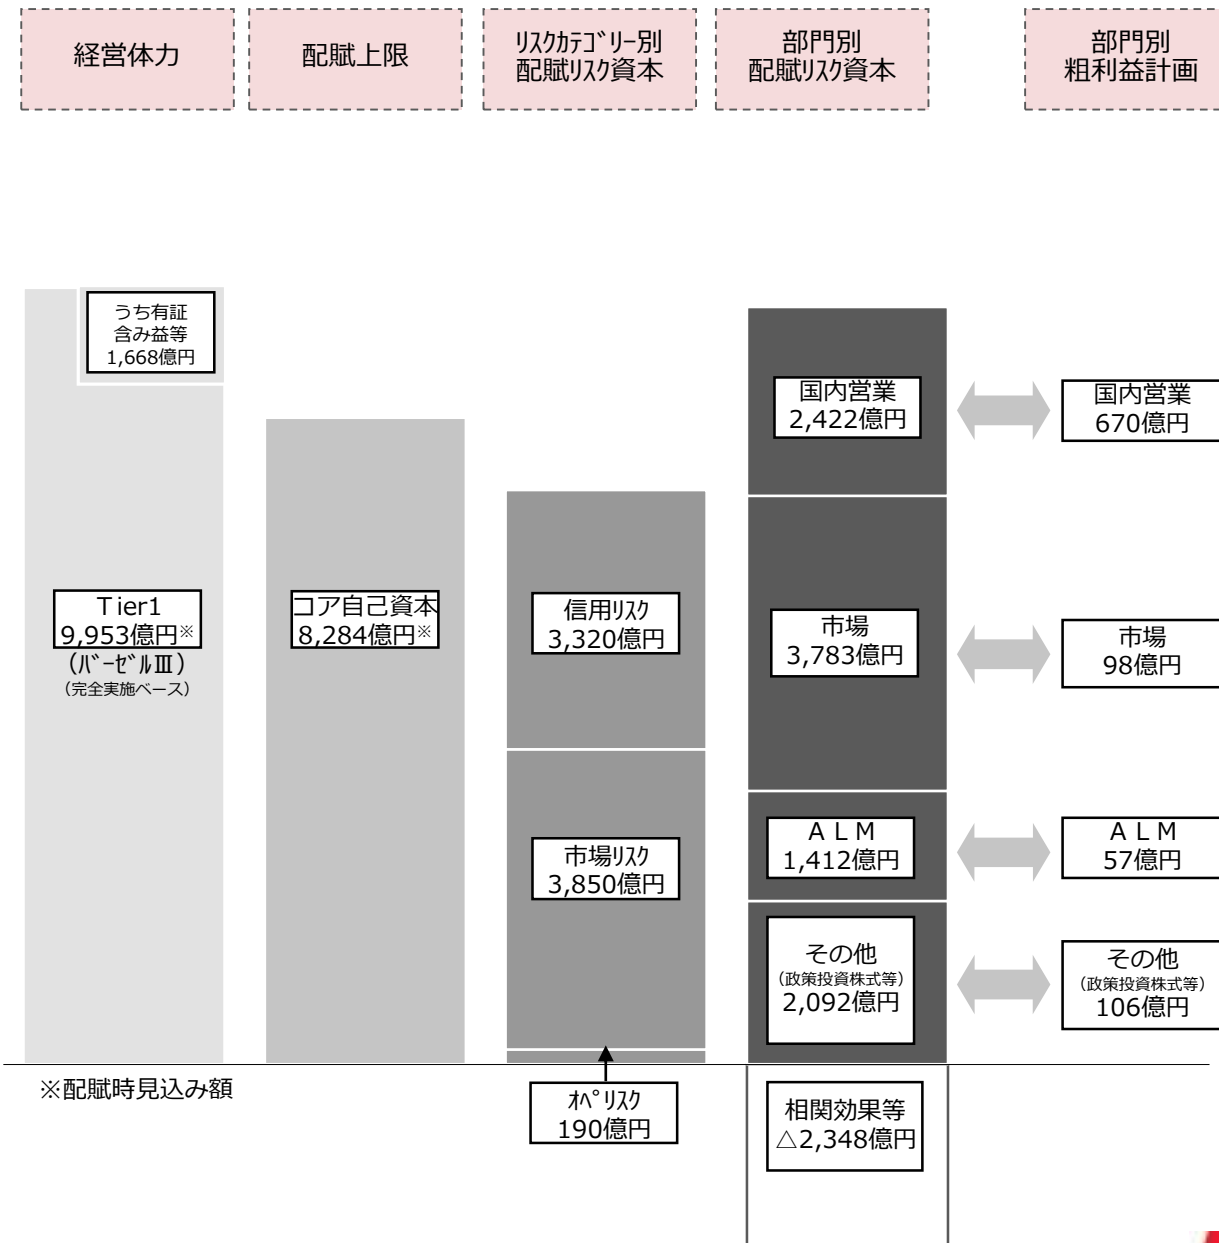 経営体力
配賦上限
ﾘｽｸｶﾃｺﾞﾘｰ別
配賦ﾘｽｸ資本
部門別
配賦ﾘｽｸ資本
部門別
粗利益計画
うち有証
含み益等
1,668億円
Tier1
9,953億円※
(ﾊﾞｰｾﾞﾙⅢ)
(完全実施ベース)
コア自己資本
8,284億円※
信用ﾘｽｸ
3,320億円
市場ﾘｽｸ
3,850億円
ｵﾍﾟﾘｽｸ
190億円
国内営業
2,422億円
市場
3,783億円
ＡＬＭ
1,412億円
その他
(政策投資株式等)
2,092億円
相関効果等
△2,348億円
国内営業
670億円
市場
98億円
ＡＬＭ
57億円
その他
(政策投資株式等)
106億円
※配賦時見込み額